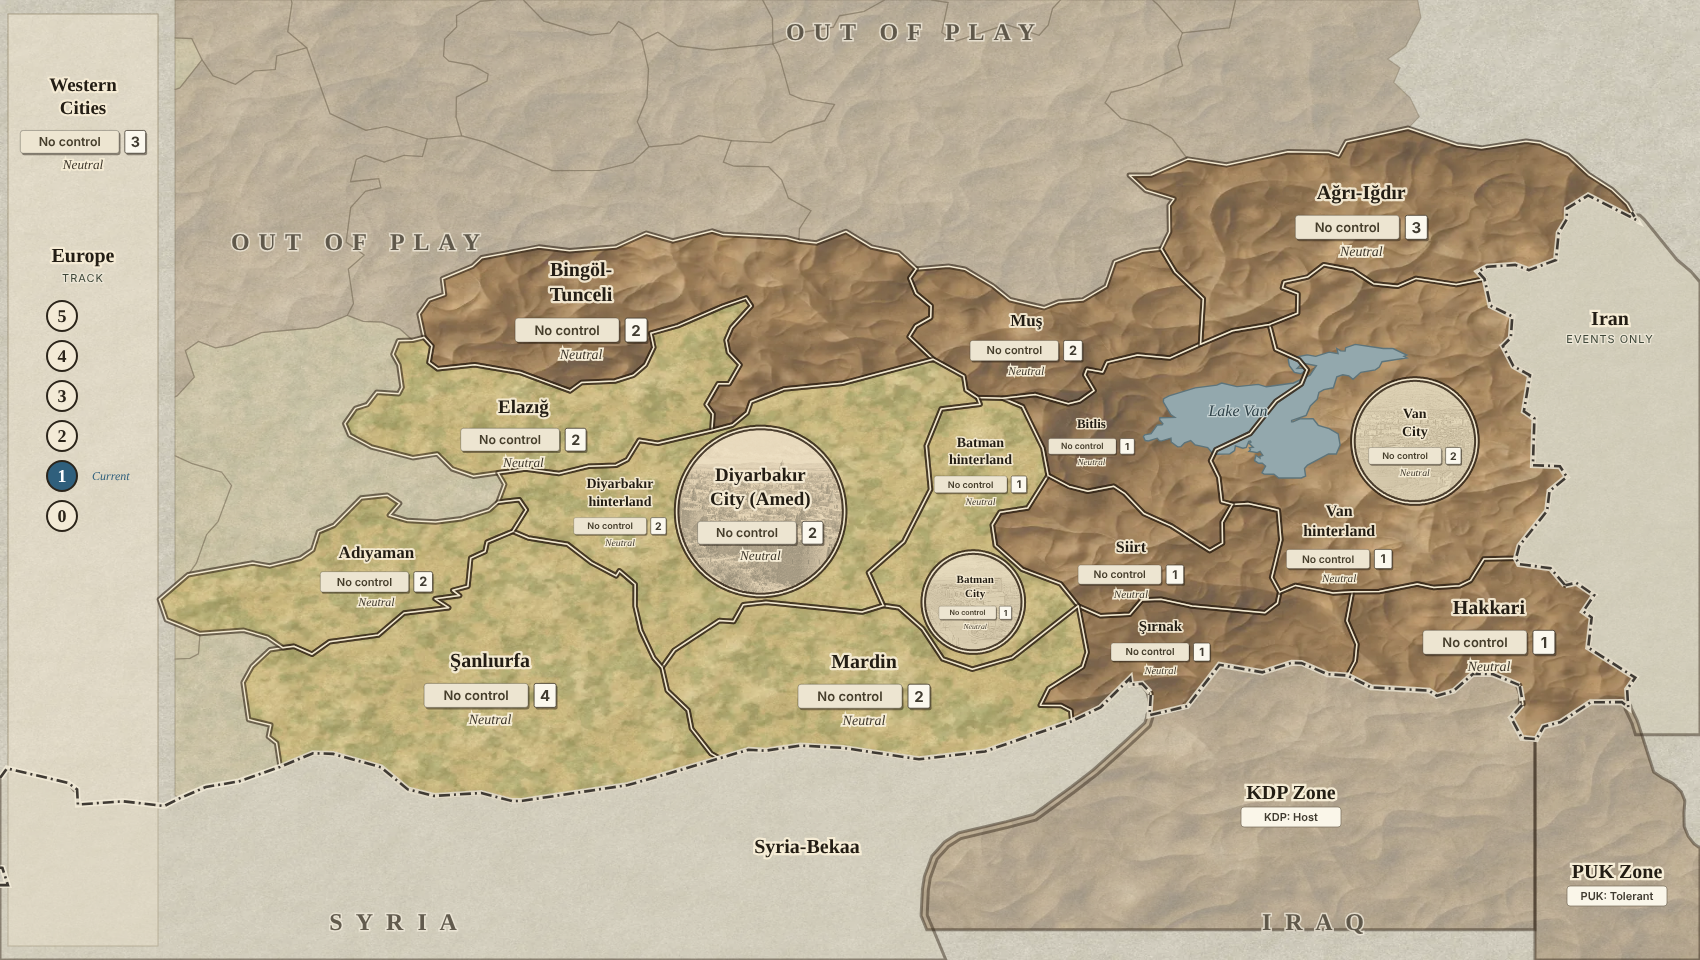 OUT OF PLAY
Western
Cities
No control 3
Neutral
Europe
TRACK
5
4
3
2
1 Current
0
OUT OF PLAY
Bingöl-
Tunceli
No control 2
Neutral
Ağrı-Iğdır
No control 3
Neutral
Muş
No control 2
Neutral
Iran
EVENTS ONLY
Elazığ
No control 2
Neutral
Bitlis
No control 1
Neutral
Lake Van
Van
City
No control 2
Neutral
Batman
hinterland
No control 1
Neutral
Diyarbakır
hinterland
No control 2
Neutral
Diyarbakır
City (Amed)
No control 2
Neutral
Van
hinterland
No control 1
Neutral
Adıyaman
No control 2
Neutral
Siirt
No control 1
Neutral
Batman
City
No control 1
Neutral
Hakkari
No control 1
Neutral
Şırnak
No control 1
Neutral
Şanlıurfa
No control 4
Neutral
Mardin
No control 2
Neutral
KDP Zone
KDP: Host
Syria-Bekaa
PUK Zone
PUK: Tolerant
SYRIA
IRAQ